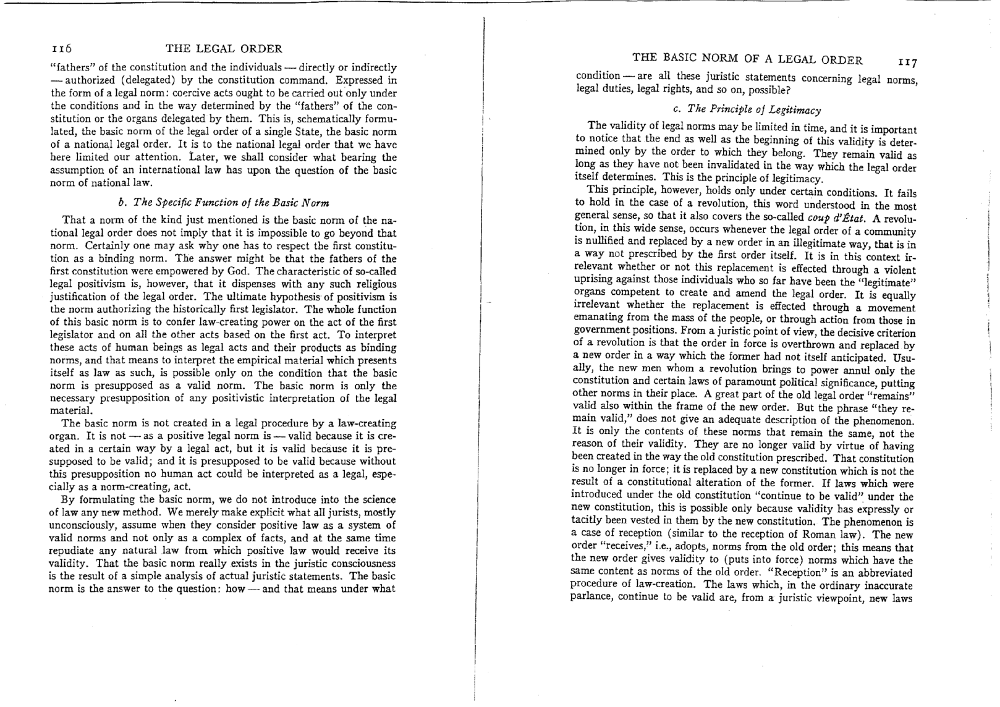 116 THE LEGAL ORDER
“fathers” of the constitution and the individuals — directly or indirectly
— authorized (delegated) by the constitution command. Expressed in
the form of a legal norm: coercive acts ought to be carried out only under
the conditions and in the way determined by the “fathers” of the con-
stitution or the organs delegated by them. This is, schematically formu-
lated, the basic norm of the legal order of a single State, the basic norm
of a national legal order. It is to the national legal order that we have
here limited our attention. Later, we shall consider what bearing the
assumption of an international law has upon the question of the basic
norm of national law.
b. The Specific Function of the Basic Norm
That a norm of the kind just mentioned is the basic norm of the na-
tional legal order does not imply that it is impossible to go beyond that
norm. Certainly one may ask why one has to respect the first constitu-
tion as a binding norm. The answer might be that the fathers of the
first constitution were empowered by God. The characteristic of so-called
legal positivism is, however, that it dispenses with any such religious
justification of the legal order. The ultimate hypothesis of positivism is
the norm authorizing the historically first legislator. The whole function
of this basic norm is to confer law-creating power on the act of the first
legislator and on all the other acts based on the first act. To interpret
these acts of human beings as legal acts and their products as binding
norms, and that means to interpret the empirical material which presents
itself as law as such, is possible only on the condition that the basic
norm is presupposed as a valid norm. The basic norm is only the
necessary presupposition of any positivistic interpretation of the legal
material.
The basic norm is not created in a legal procedure by a law-creating
organ. It is not — as a positive legal norm is — valid because it is cre-
ated in a certain way by a legal act, but it is valid because it is pre-
supposed to be valid; and it is presupposed to be valid because without
this presupposition no human act could be interpreted as a legal, espe-
cially as a norm-creating, act.
By formulating the basic norm, we do not introduce into the science
of law any new method. We merely make explicit what all jurists, mostly
unconsciously, assume when they consider positive law as a system of
valid norms and not only as a complex of facts, and at the same time
repudiate any natural law from which positive law would receive its
validity. That the basic norm really exists in the juristic consciousness
is the result of a simple analysis of actual juristic statements. The basic
norm is the answer to the question: how — and that means under what
THE BASIC NORM OF A LEGAL ORDER 117
condition — are all these juristic statements concerning legal norms,
legal duties, legal rights, and so on, possible?
c. The Principle of Legitimacy
The validity of legal norms may be limited in time, and it is important
to notice that the end as well as the beginning of this validity is deter-
mined only by the order to which they belong. They remain valid as
long as they have not been invalidated in the way which the legal order
itself determines. This is the principle of legitimacy.
This principle, however, holds only under certain conditions. It fails
to hold in the case of a revolution, this word understood in the most
general sense, so that it also covers the so-called coup d’État. A revolu-
tion, in this wide sense, occurs whenever the legal order of a community
is nullified and replaced by a new order in an illegitimate way, that is in
a way not prescribed by the first order itself. It is in this context ir-
relevant whether or not this replacement is effected through a violent
uprising against those individuals who so far have been the “legitimate”
organs competent to create and amend the legal order. It is equally
irrelevant whether the replacement is effected through a movement
emanating from the mass of the people, or through action from those in
government positions. From a juristic point of view, the decisive criterion
of a revolution is that the order in force is overthrown and replaced by
a new order in a way which the former had not itself anticipated. Usu-
ally, the new men whom a revolution brings to power annul only the
constitution and certain laws of paramount political significance, putting
other norms in their place. A great part of the old legal order “remains”
valid also within the frame of the new order. But the phrase “they re-
main valid,” does not give an adequate description of the phenomenon.
It is only the contents of these norms that remain the same, not the
reason of their validity. They are no longer valid by virtue of having
been created in the way the old constitution prescribed. That constitution
is no longer in force; it is replaced by a new constitution which is not the
result of a constitutional alteration of the former. If laws which were
introduced under the old constitution “continue to be valid” under the
new constitution, this is possible only because validity has expressly or
tacitly been vested in them by the new constitution. The phenomenon is
a case of reception (similar to the reception of Roman law). The new
order “receives,” i.e., adopts, norms from the old order; this means that
the new order gives validity to (puts into force) norms which have the
same content as norms of the old order. “Reception” is an abbreviated
procedure of law-creation. The laws which, in the ordinary inaccurate
parlance, continue to be valid are, from a juristic viewpoint, new laws